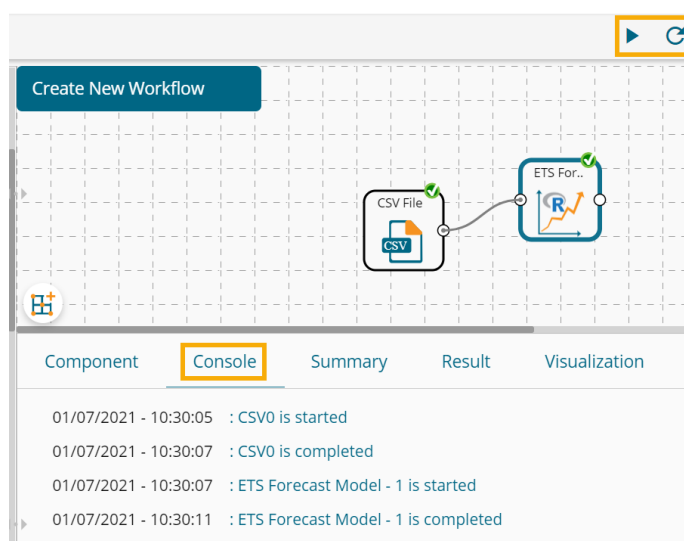 Create New Workflow
ETS For..
R
CSV File
CSV
Component Console Summary Result Visualization
01/07/2021 - 10:30:05 : CSV0 is started
01/07/2021 - 10:30:07 : CSV0 is completed
01/07/2021 - 10:30:07 : ETS Forecast Model - 1 is started
01/07/2021 - 10:30:11 : ETS Forecast Model - 1 is completed